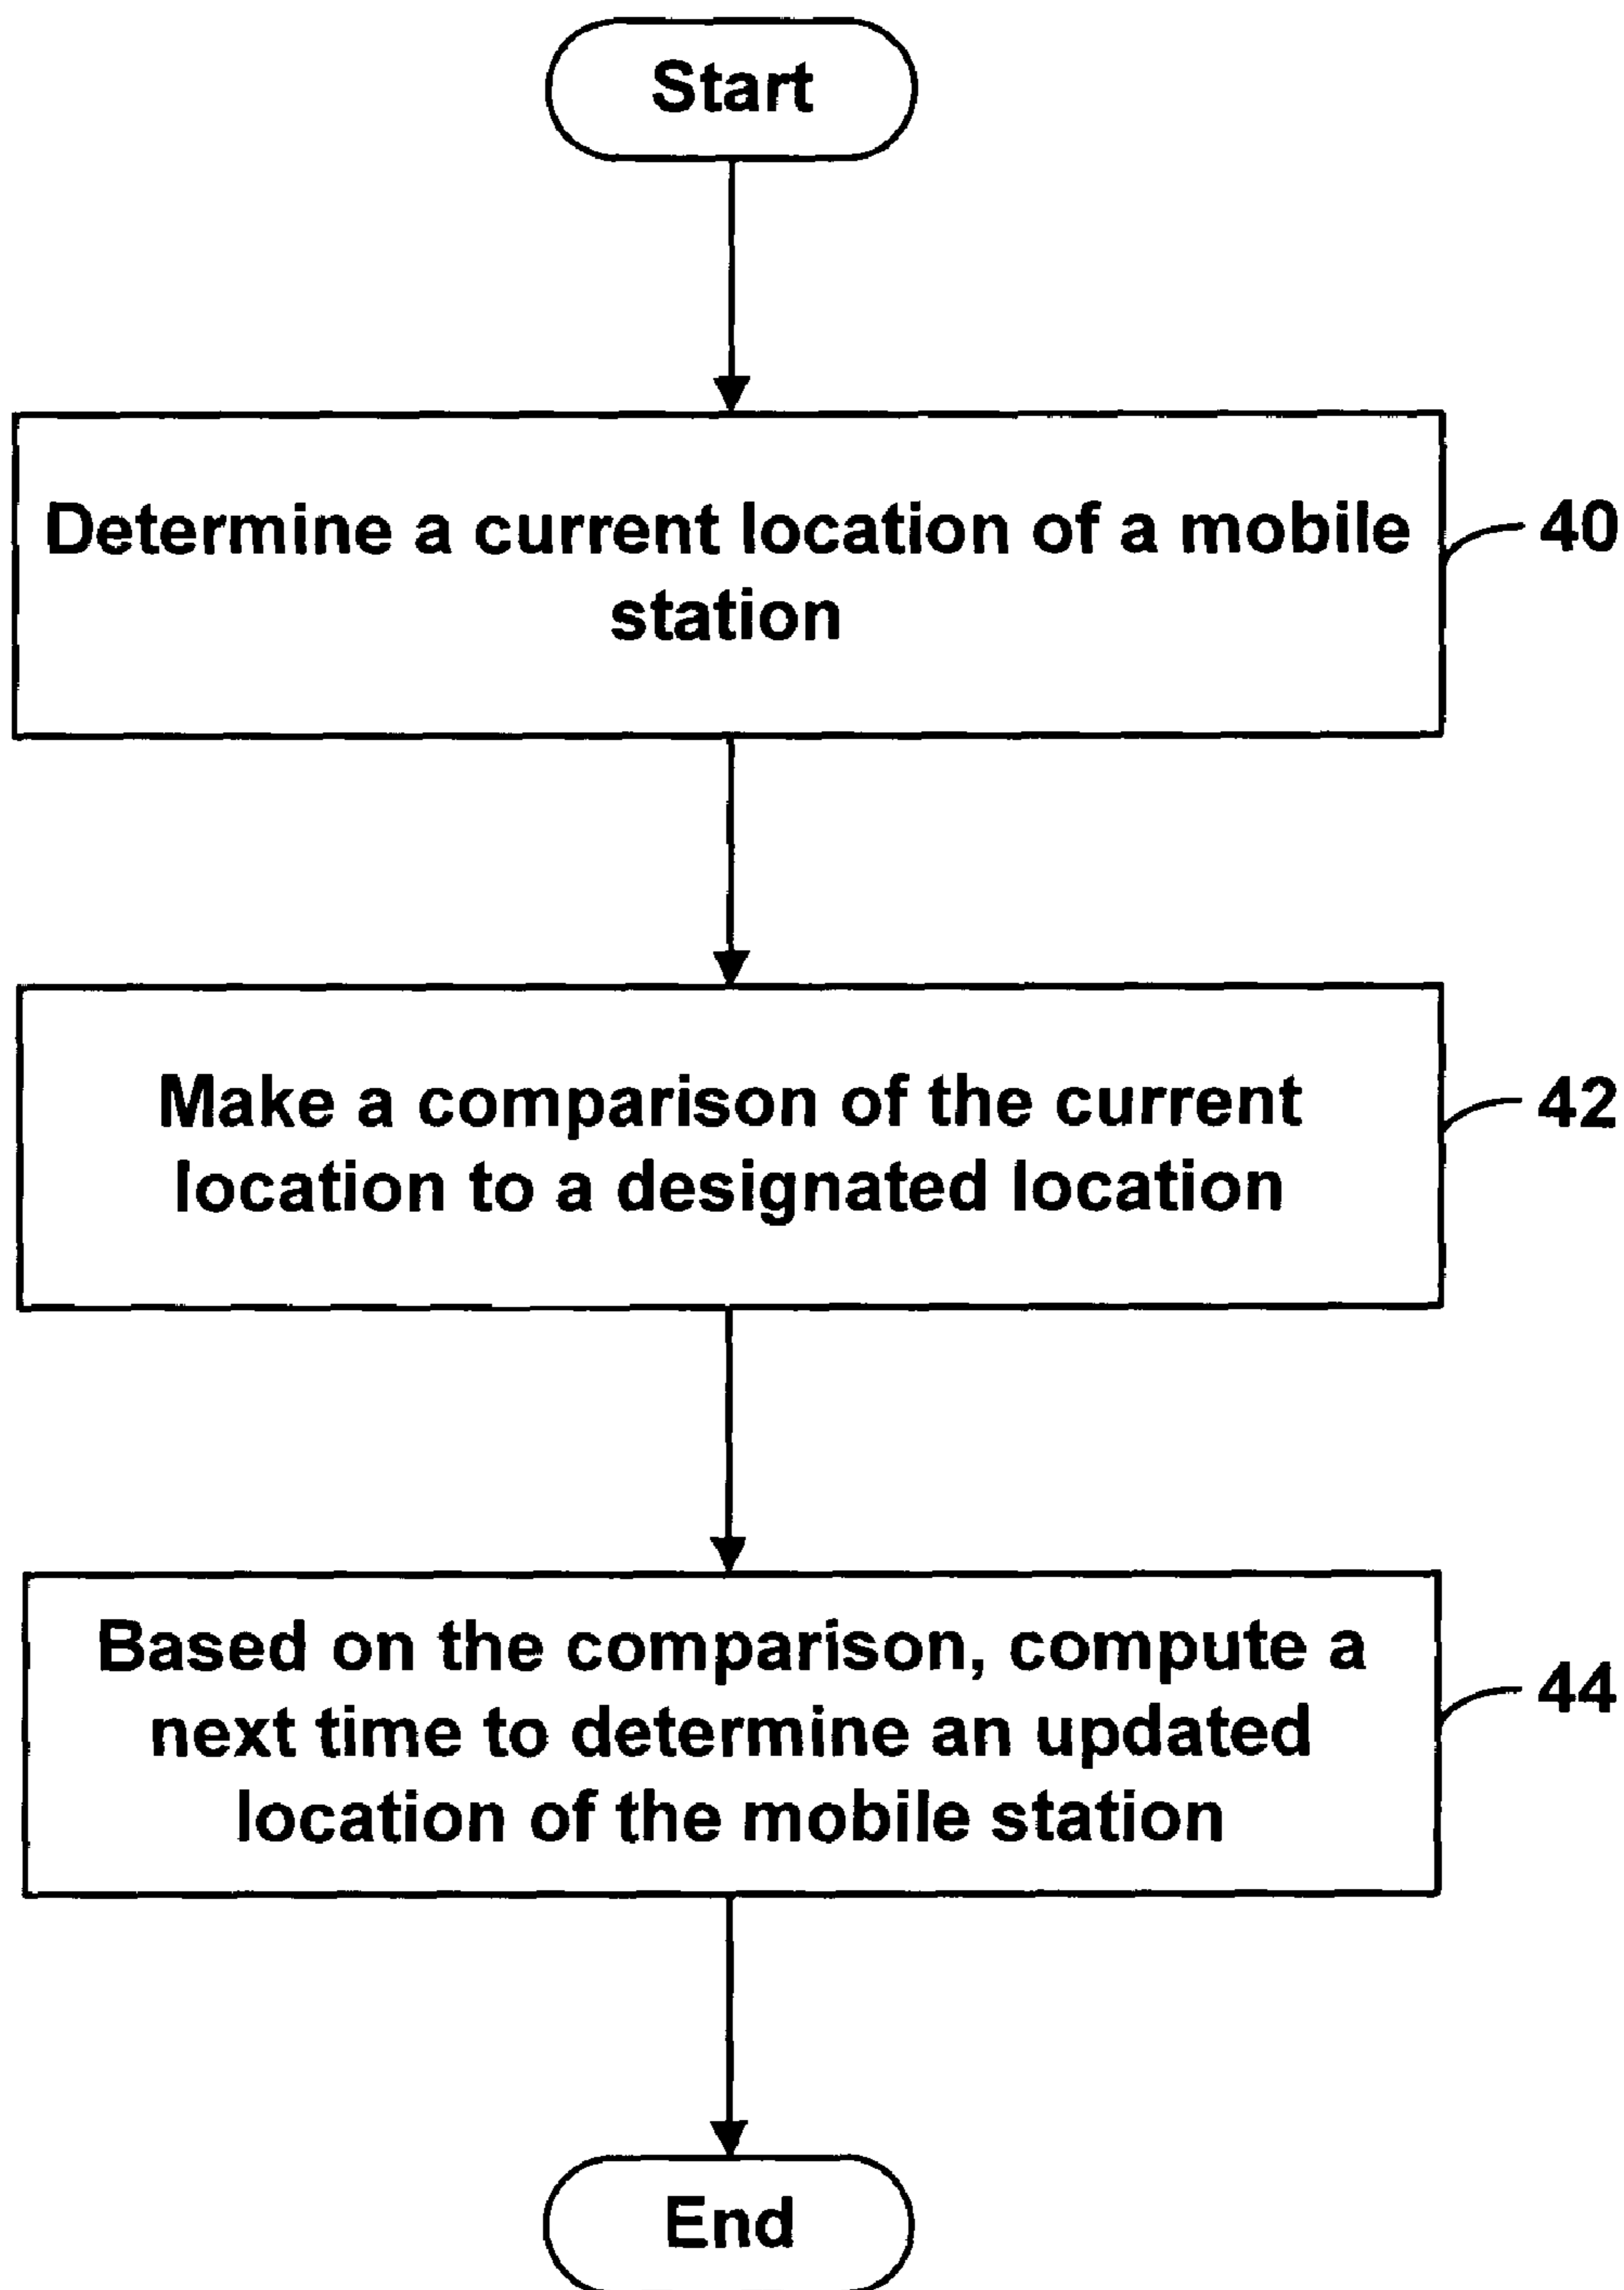 Start
Determine a current location of a mobile
station
40
Make a comparison of the current
location to a designated location
42
Based on the comparison, compute a
next time to determine an updated
location of the mobile station
44
End